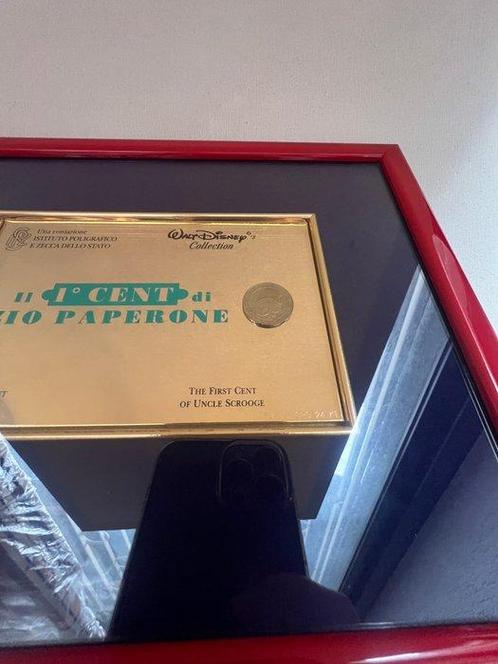 Una coniazione
ISTITUTO POLIGRAFICO
E ZECCA DELLO STATO
WALT DISNEY's
Collection
Il 1° CENT di
ZIO PAPERONE
THE FIRST CENT
OF UNCLE SCROOGE